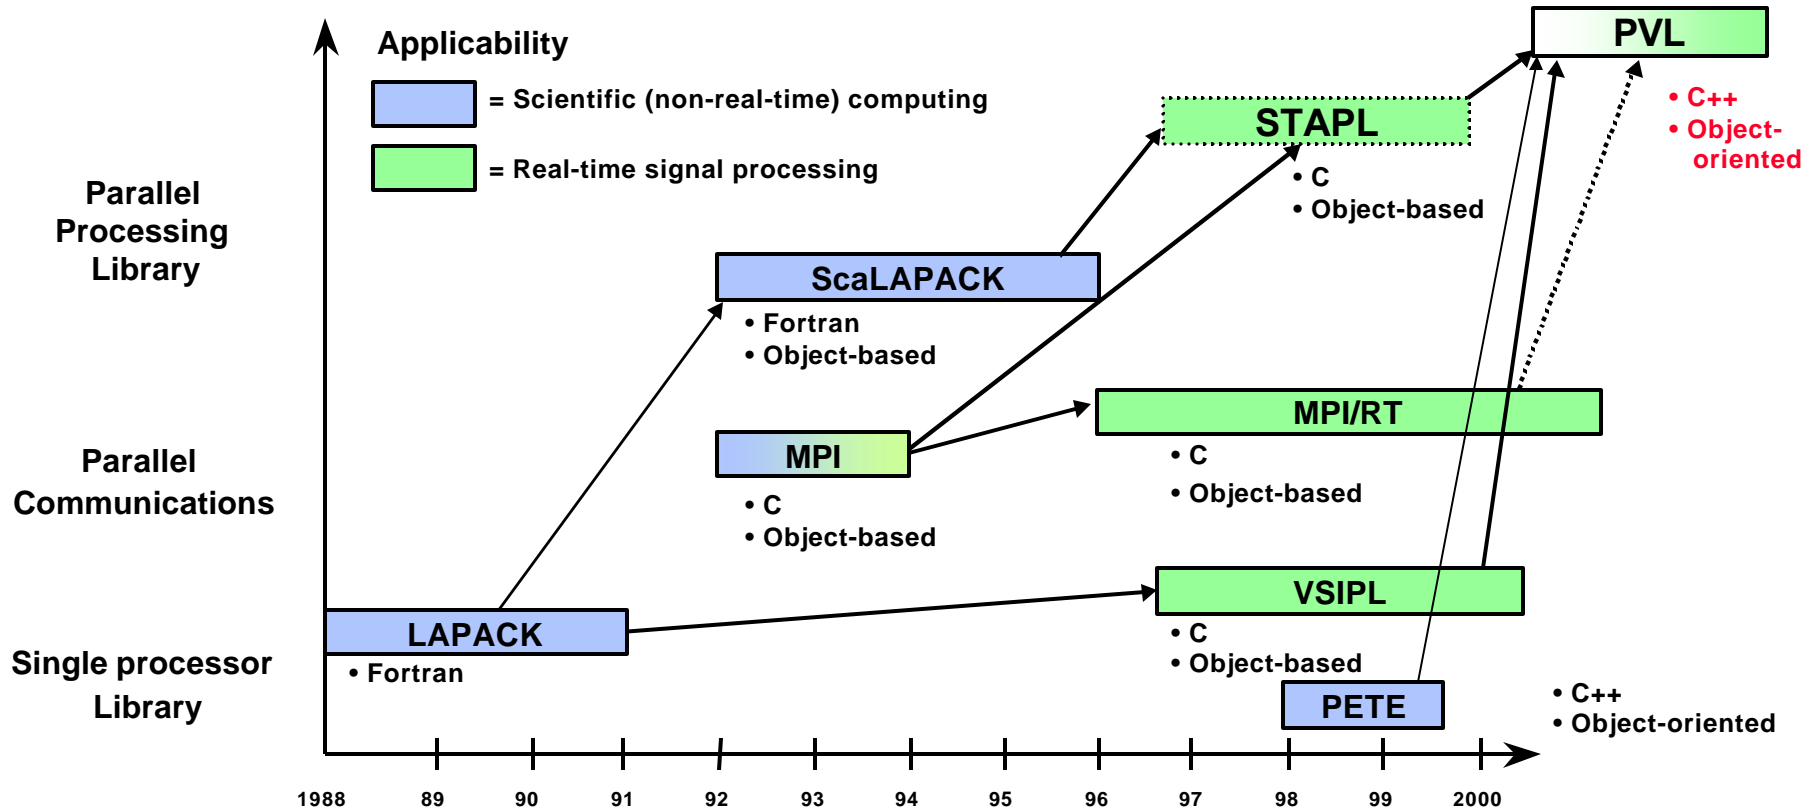 Applicability
= Scientific (non-real-time) computing
= Real-time signal processing
PVL
• C++
• Object-
oriented
STAPL
• C
• Object-based
Parallel
Processing
Library
ScaLAPACK
• Fortran
• Object-based
MPI/RT
• C
• Object-based
Parallel
Communications
MPI
• C
• Object-based
VSIPL
• C
• Object-based
LAPACK
• Fortran
Single processor
Library
PETE
• C++
• Object-oriented
1988 89 90 91 92 93 94 95 96 97 98 99 2000